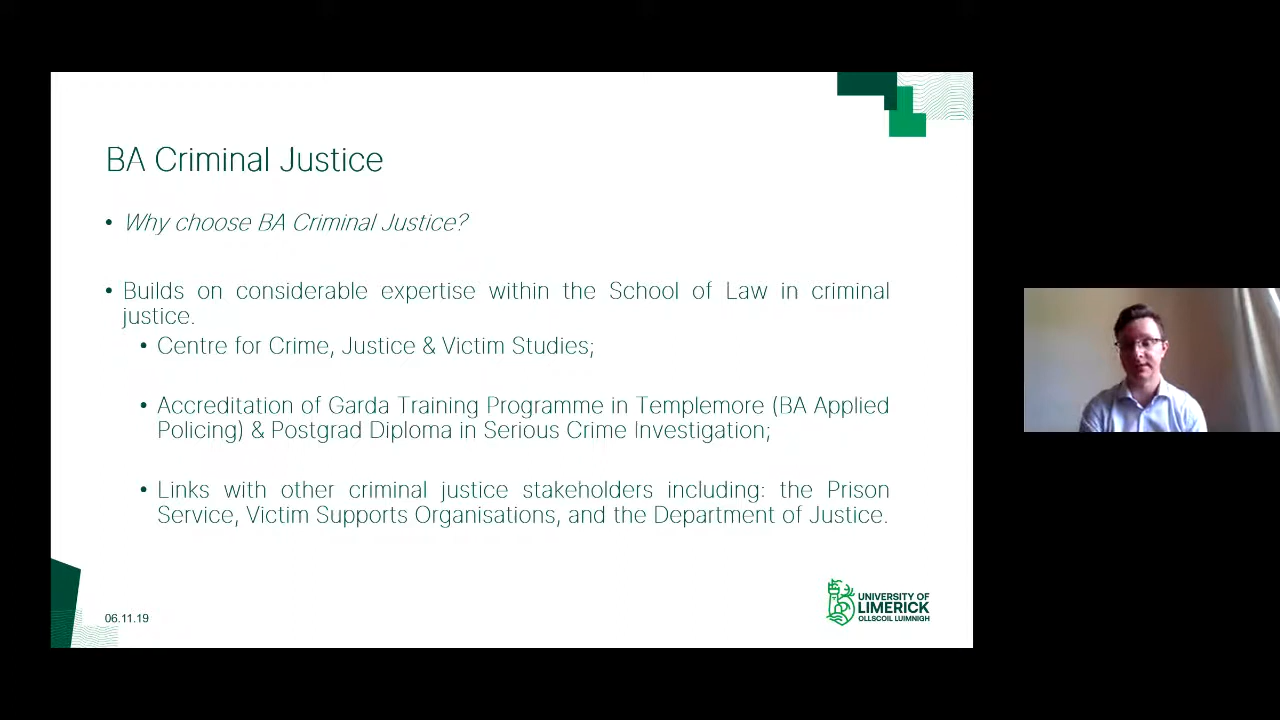 BA Criminal Justice
• Why choose BA Criminal Justice?
• Builds on considerable expertise within the School of Law in criminal
justice.
• Centre for Crime, Justice & Victim Studies;
• Accreditation of Garda Training Programme in Templemore (BA Applied
Policing) & Postgrad Diploma in Serious Crime Investigation;
• Links with other criminal justice stakeholders including: the Prison
Service, Victim Supports Organisations, and the Department of Justice.
06.11.19
UNIVERSITY OF
LIMERICK
OLLSCOIL LUIMNIGH